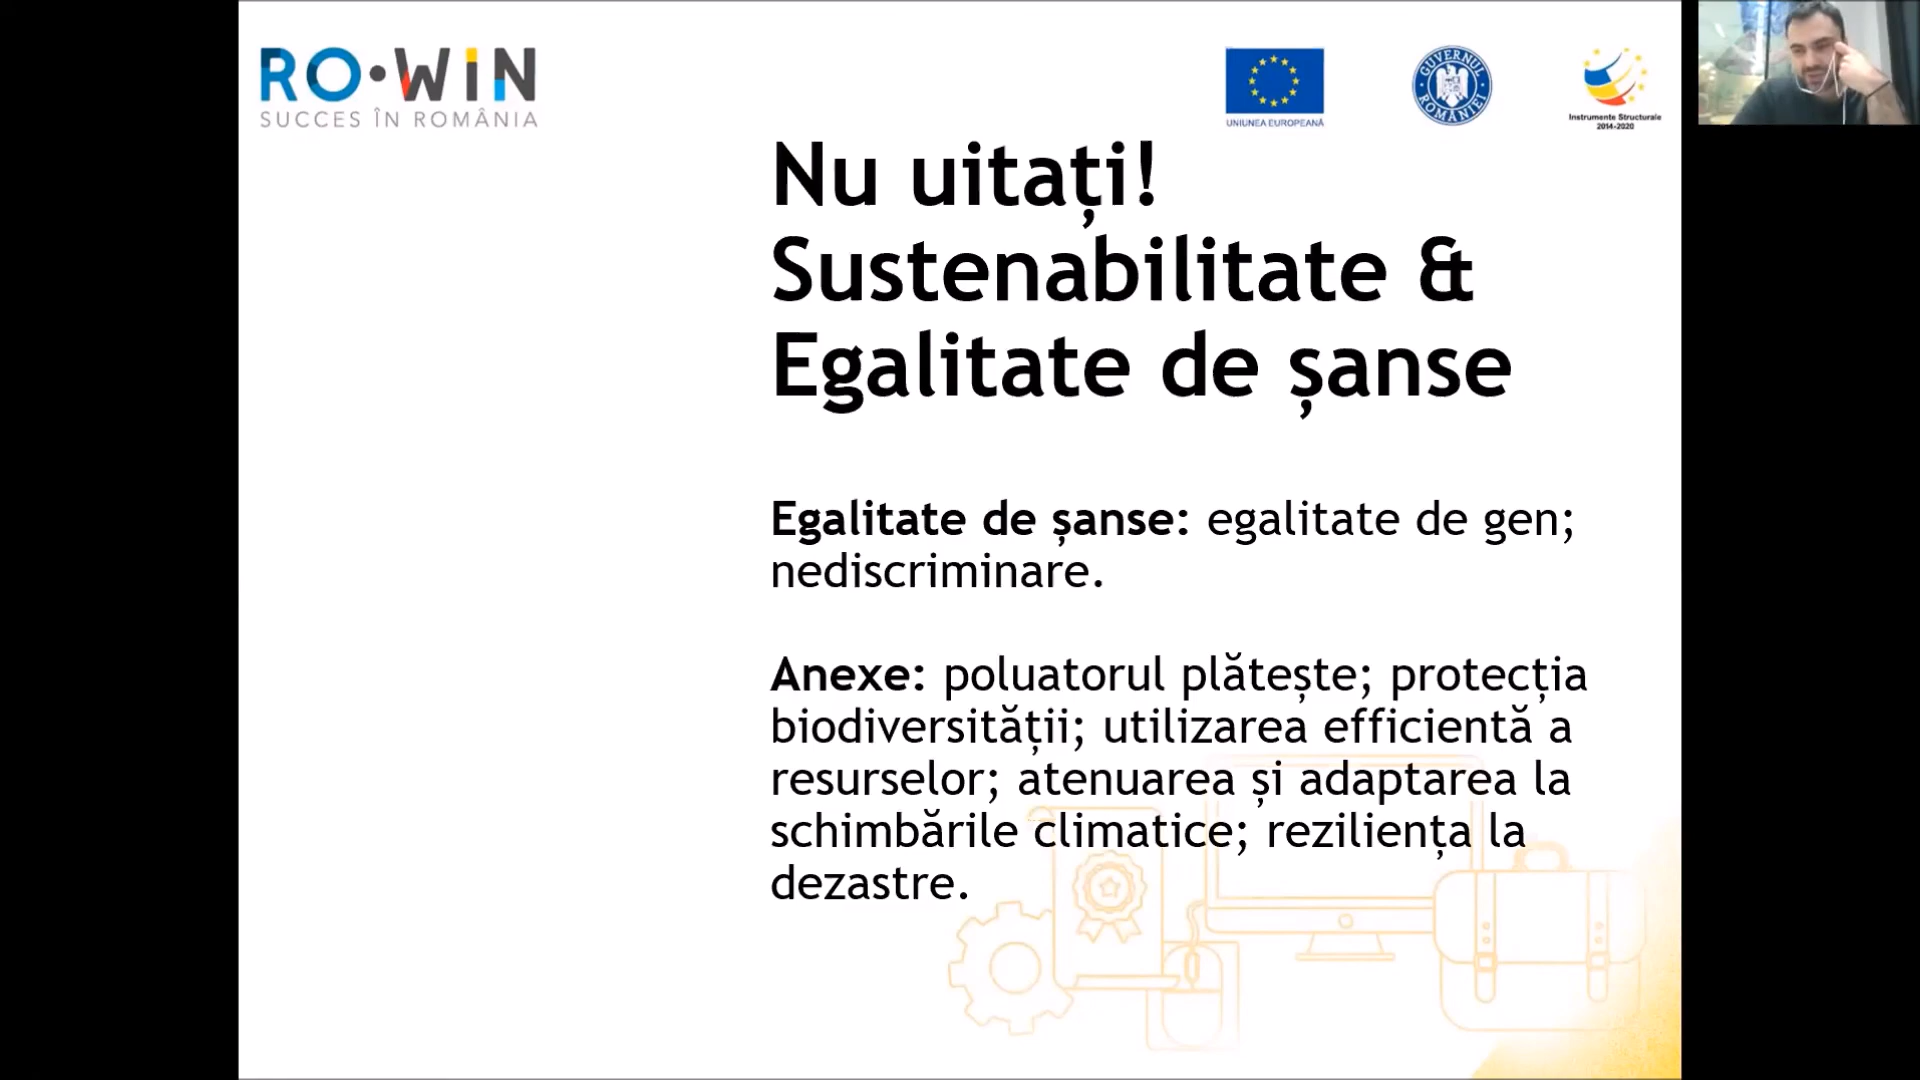 RO•WIN
SUCCES ÎN ROMÂNIA
UNIUNEA EUROPEANĂ
GUVERNUL ROMÂNIEI
Instrumente Structurale
2014-2020
Nu uitați!
Sustenabilitate &
Egalitate de șanse
Egalitate de șanse: egalitate de gen;
nediscriminare.
Anexe: poluatorul plătește; protecția
biodiversității; utilizarea efficientă a
resurselor; atenuarea și adaptarea la
schimbările climatice; reziliența la
dezastre.